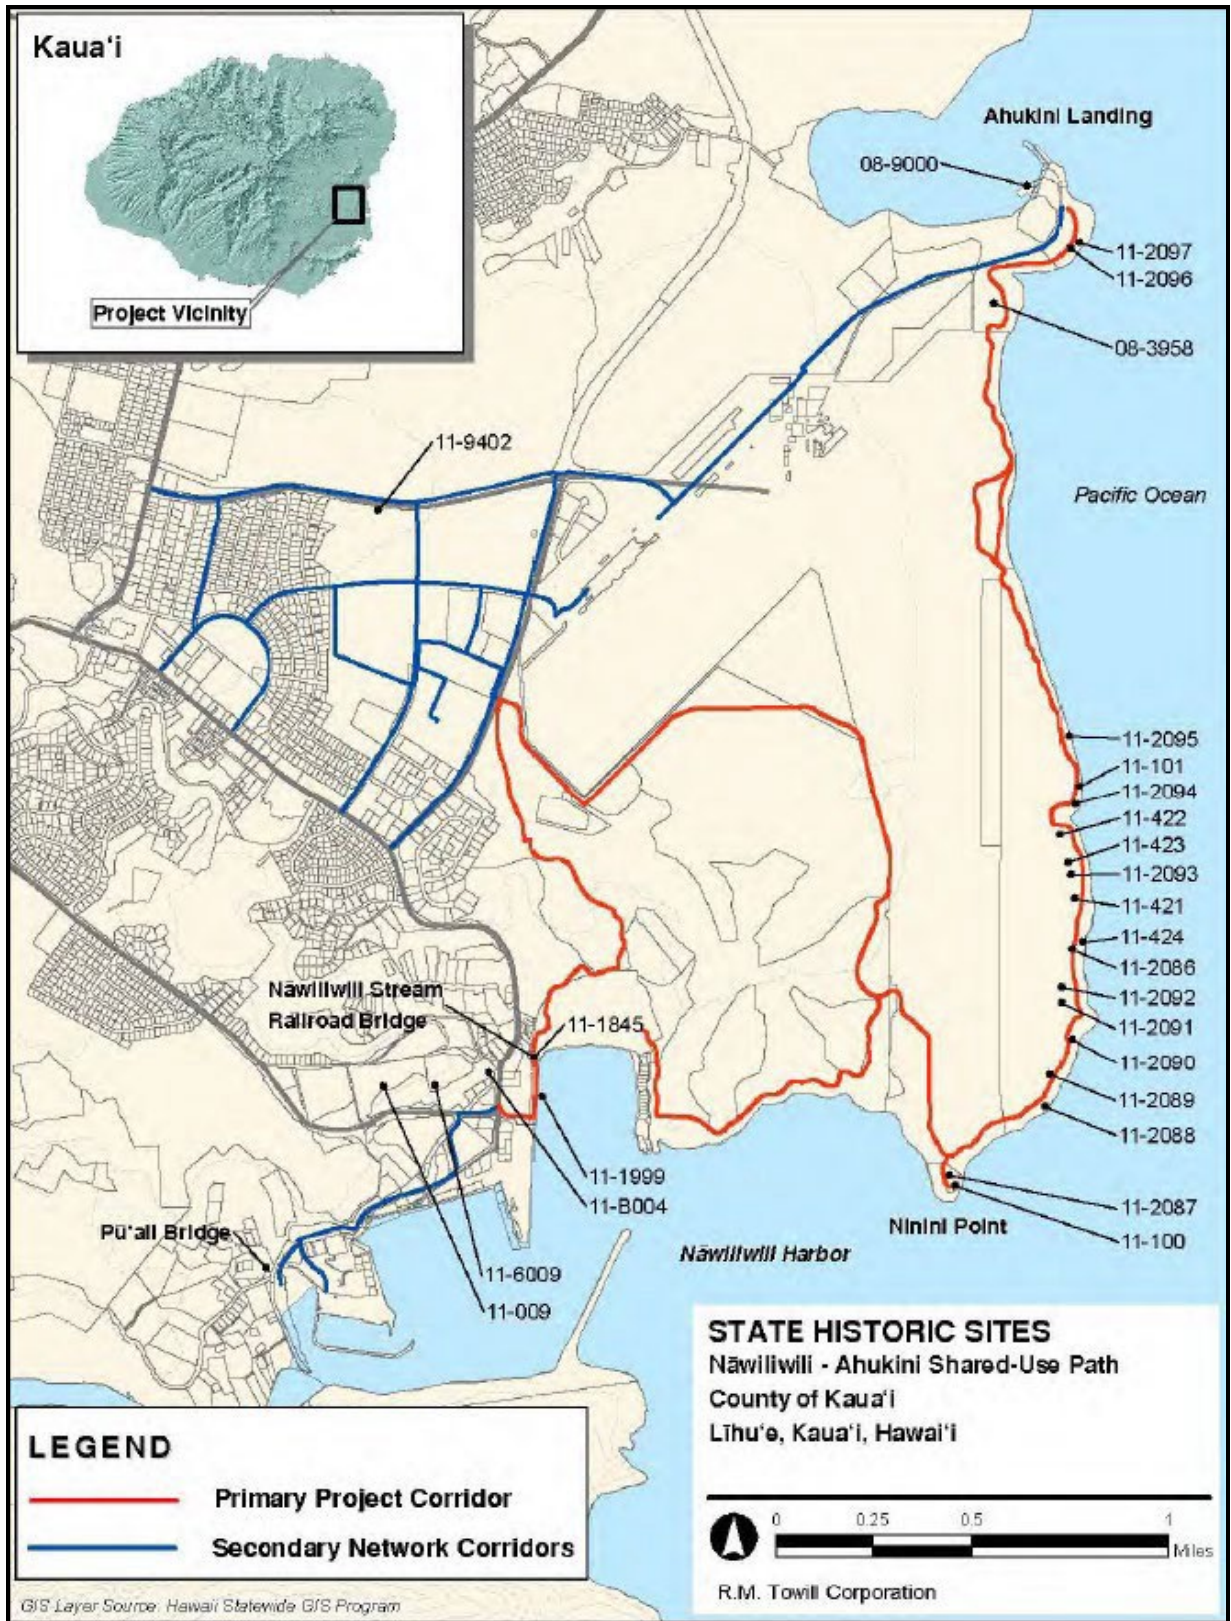 Kaua‘i
Project Vicinity
Ahukini Landing
08-9000
11-2097
11-2096
08-3958
11-9402
Pacific Ocean
11-2095
11-101
11-2094
11-422
11-423
11-2093
11-421
11-424
11-2086
11-2092
11-2091
11-2090
11-2089
11-2088
11-2087
11-100
Nāwiliwili Stream
Railroad Bridge
11-1845
11-1999
11-B004
Pū‘ali Bridge
11-6009
11-009
Ninini Point
Nāwiliwili Harbor
STATE HISTORIC SITES
Nāwiliwili - Ahukini Shared-Use Path
County of Kaua‘i
Līhu‘e, Kaua‘i, Hawai‘i
0 0.25 0.5 1
Miles
R.M. Towill Corporation
LEGEND
Primary Project Corridor
Secondary Network Corridors
GIS Layer Source: Hawaii Statewide GIS Program